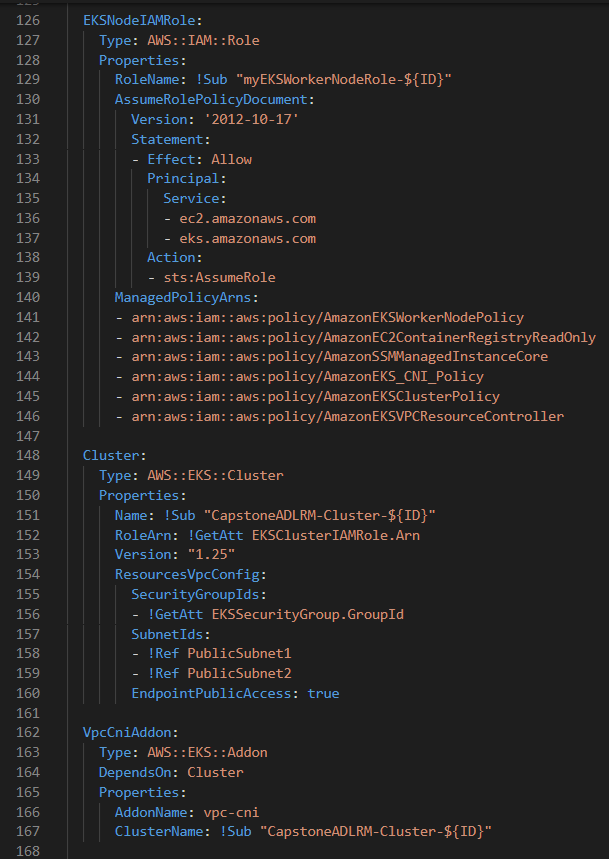 126 EKSNodeIAMRole:
127 Type: AWS::IAM::Role
128 Properties:
129 RoleName: !Sub "myEKSWorkerNodeRole-${ID}"
130 AssumeRolePolicyDocument:
131 Version: '2012-10-17'
132 Statement:
133 - Effect: Allow
134 Principal:
135 Service:
136 - ec2.amazonaws.com
137 - eks.amazonaws.com
138 Action:
139 - sts:AssumeRole
140 ManagedPolicyArns:
141 - arn:aws:iam::aws:policy/AmazonEKSWorkerNodePolicy
142 - arn:aws:iam::aws:policy/AmazonEC2ContainerRegistryReadOnly
143 - arn:aws:iam::aws:policy/AmazonSSMManagedInstanceCore
144 - arn:aws:iam::aws:policy/AmazonEKS_CNI_Policy
145 - arn:aws:iam::aws:policy/AmazonEKSClusterPolicy
146 - arn:aws:iam::aws:policy/AmazonEKSVPCResourceController
147
148 Cluster:
149 Type: AWS::EKS::Cluster
150 Properties:
151 Name: !Sub "CapstoneADLRM-Cluster-${ID}"
152 RoleArn: !GetAtt EKSClusterIAMRole.Arn
153 Version: "1.25"
154 ResourcesVpcConfig:
155 SecurityGroupIds:
156 - !GetAtt EKSSecurityGroup.GroupId
157 SubnetIds:
158 - !Ref PublicSubnet1
159 - !Ref PublicSubnet2
160 EndpointPublicAccess: true
161
162 VpcCniAddon:
163 Type: AWS::EKS::Addon
164 DependsOn: Cluster
165 Properties:
166 AddonName: vpc-cni
167 ClusterName: !Sub "CapstoneADLRM-Cluster-${ID}"
168